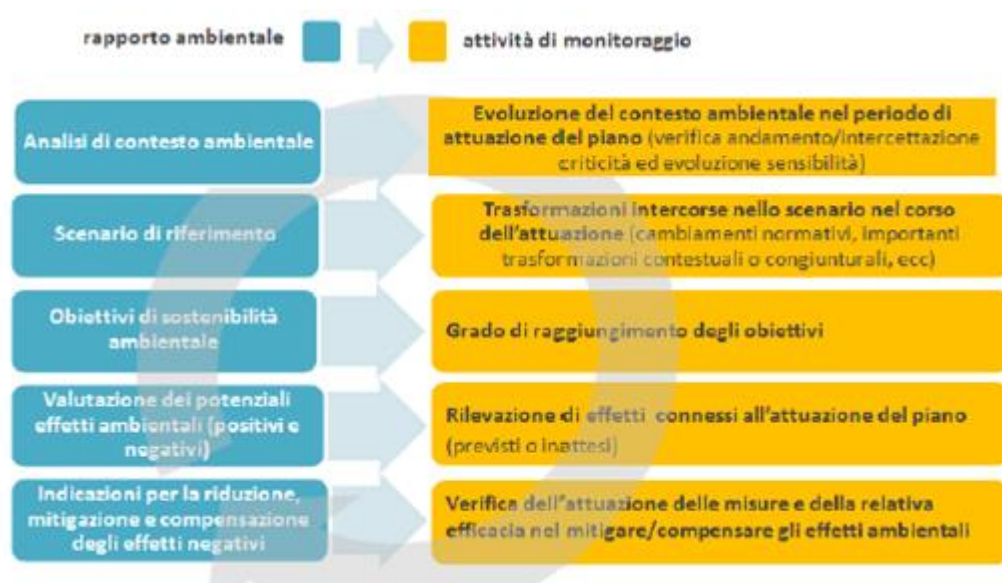 rapporto ambientale
attività di monitoraggio
Analisi di contesto ambientale
Evoluzione del contesto ambientale nel periodo di
attuazione del piano (verifica andamento/intercettazione
criticità ed evoluzione sensibilità)
Scenario di riferimento
Trasformazioni intercorse nello scenario nel corso
dell'attuazione (cambiamenti normativi, importanti
trasformazioni contestuali o congiunturali, ecc)
Obiettivi di sostenibilità
ambientale
Grado di raggiungimento degli obiettivi
Valutazione dei potenziali
effetti ambientali (positivi e
negativi)
Rilevazione di effetti connessi all'attuazione del piano
(previsti o inattesi)
Indicazioni per la riduzione,
mitigazione e compensazione
degli effetti negativi
Verifica dell'attuazione delle misure e della relativa
efficacia nel mitigare/compensare gli effetti ambientali